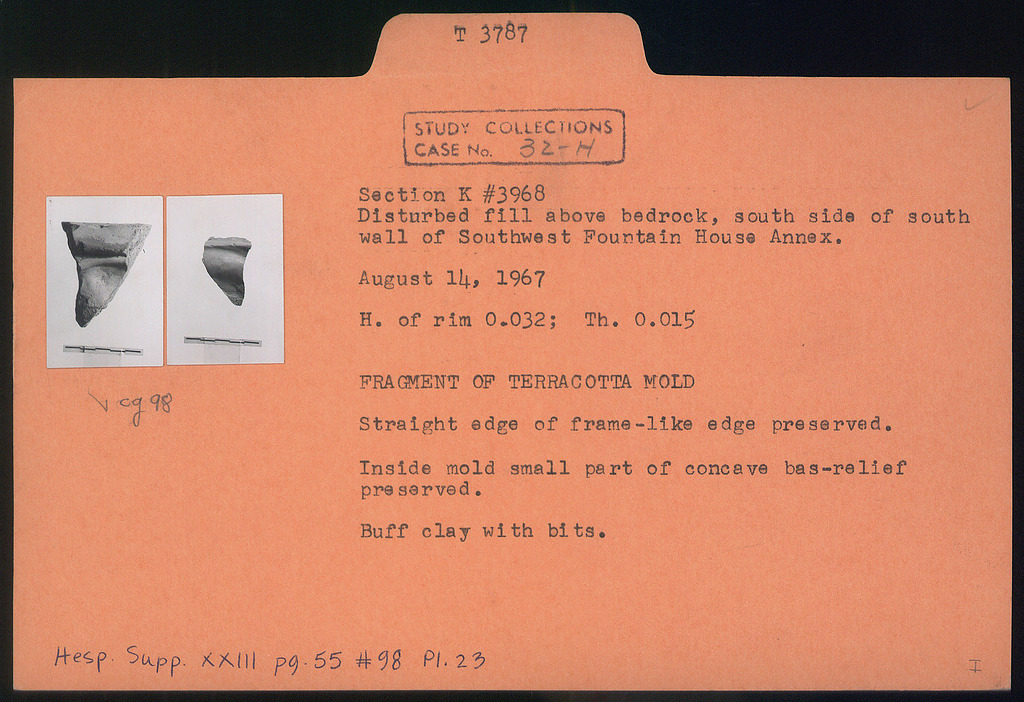 T 3787
STUDY COLLECTIONS
CASE No. 32-H
Section K #3968
Disturbed fill above bedrock, south side of south
wall of Southwest Fountain House Annex.
August 14, 1967
H. of rim 0.032; Th. 0.015
FRAGMENT OF TERRACOTTA MOLD
Straight edge of frame-like edge preserved.
Inside mold small part of concave bas-relief
preserved.
Buff clay with bits.
cg 98
Hesp. Supp. XXIII pg. 55 #98 Pl. 23
I